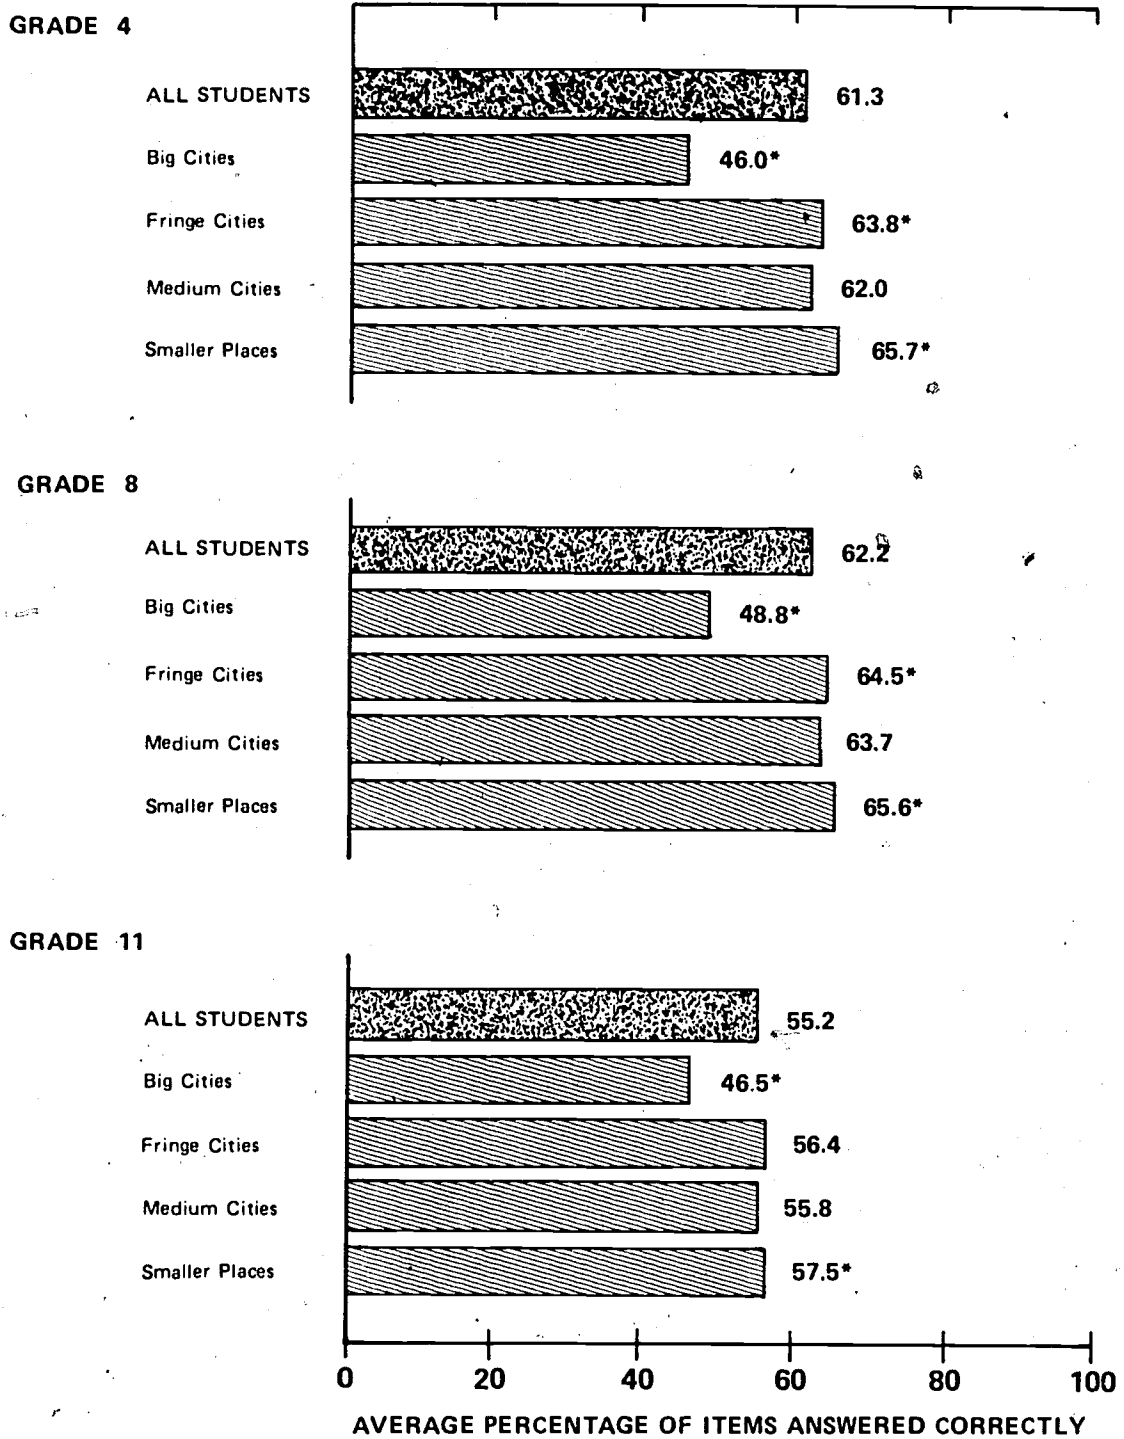 GRADE 4
ALL STUDENTS 61.3
Big Cities 46.0*
Fringe Cities 63.8*
Medium Cities 62.0
Smaller Places 65.7*
GRADE 8
ALL STUDENTS 62.2
Big Cities 48.8*
Fringe Cities 64.5*
Medium Cities 63.7
Smaller Places 65.6*
GRADE 11
ALL STUDENTS 55.2
Big Cities 46.5*
Fringe Cities 56.4
Medium Cities 55.8
Smaller Places 57.5*
0 20 40 60 80 100
AVERAGE PERCENTAGE OF ITEMS ANSWERED CORRECTLY